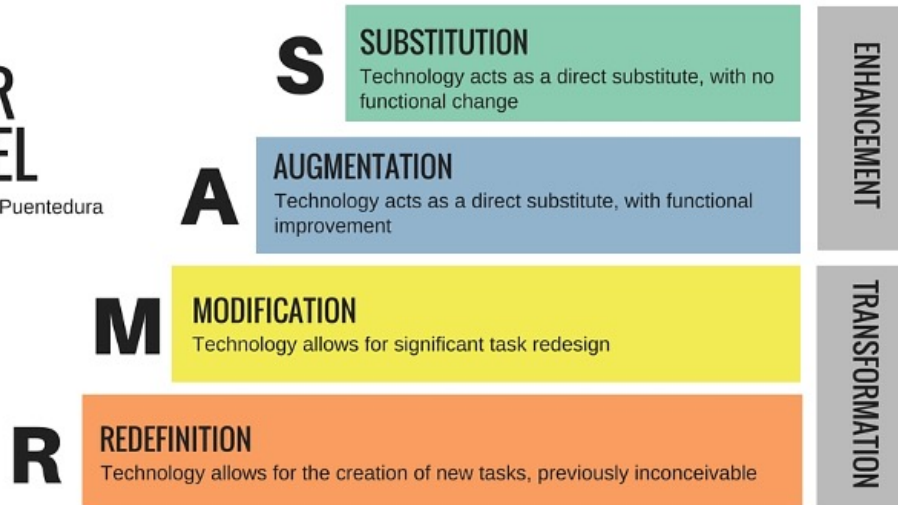 R
EL
Puentedura
S
SUBSTITUTION
Technology acts as a direct substitute, with no
functional change
A
AUGMENTATION
Technology acts as a direct substitute, with functional
improvement
M
MODIFICATION
Technology allows for significant task redesign
R
REDEFINITION
Technology allows for the creation of new tasks, previously inconceivable
ENHANCEMENT
TRANSFORMATION